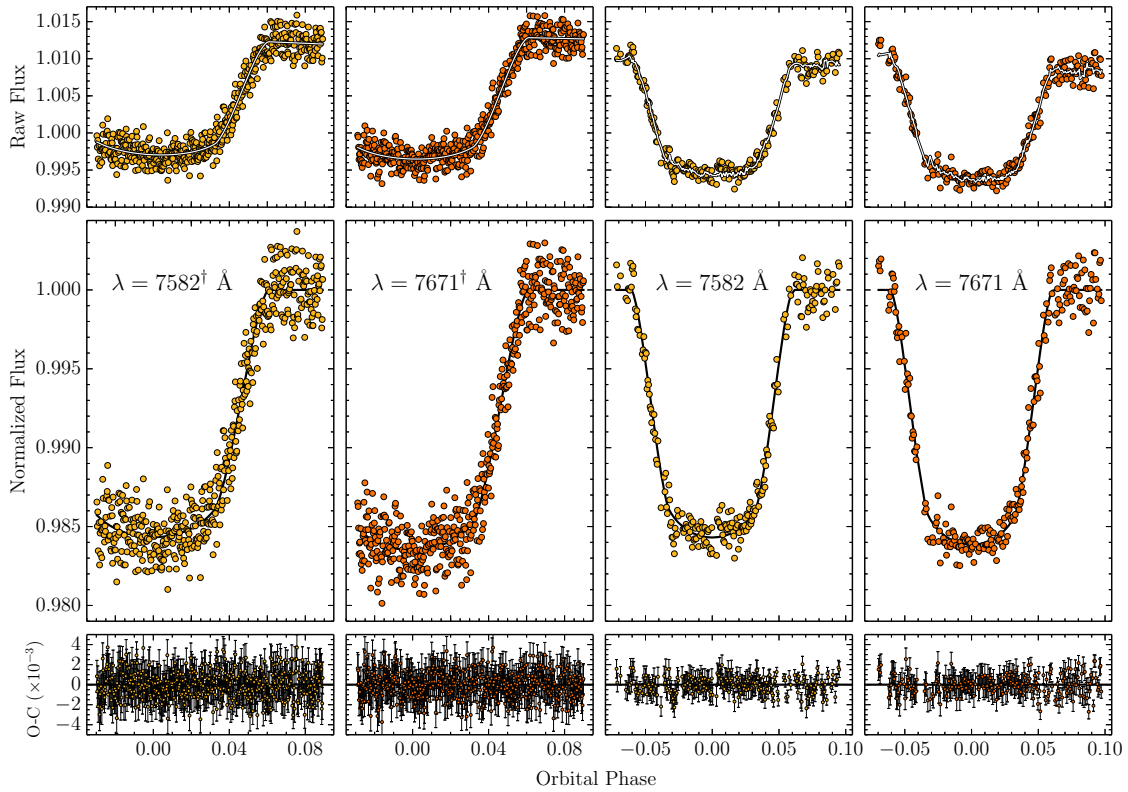 Raw Flux
1.015
1.010
1.005
1.000
0.995
0.990
Normalized Flux
1.000
0.995
0.990
0.985
0.980
λ = 7582† Å
λ = 7671† Å
λ = 7582 Å
λ = 7671 Å
O-C (×10⁻³)
4
2
0
−2
−4
0.00 0.04 0.08
0.00 0.04 0.08
−0.05 0.00 0.05 0.10
−0.05 0.00 0.05 0.10
Orbital Phase